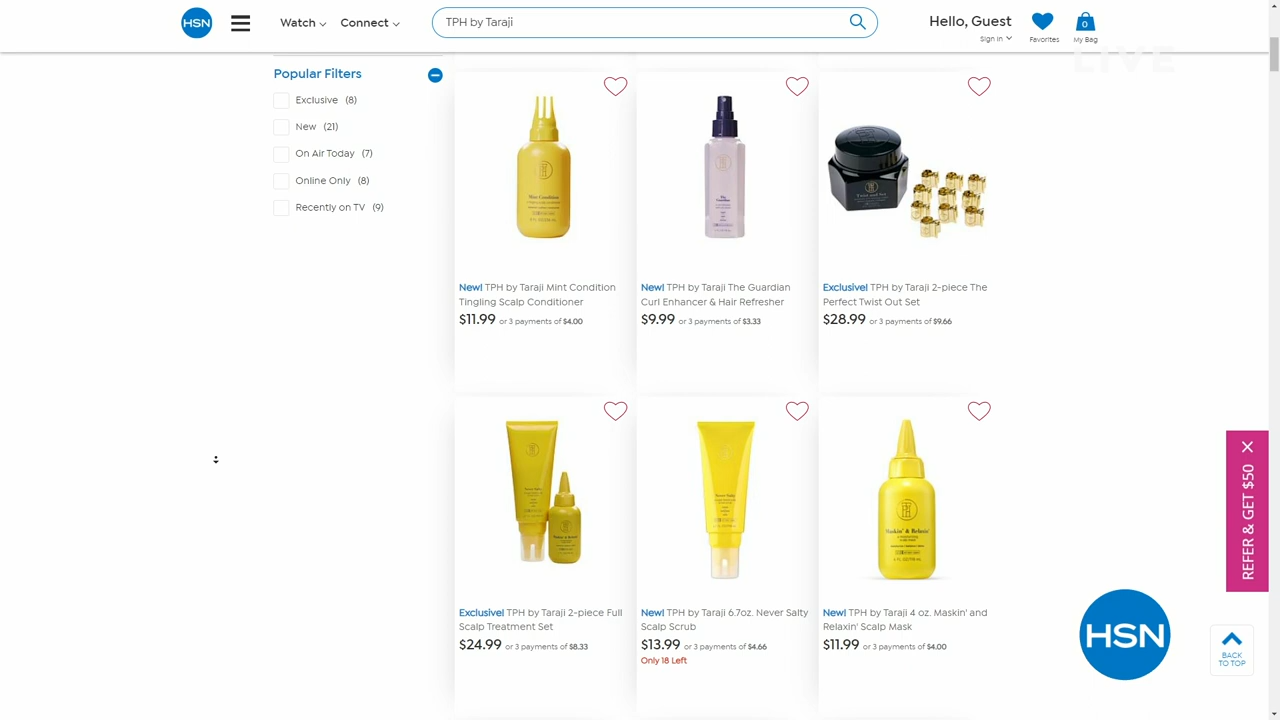 HSN
Watch
Connect
TPH by Taraji
Hello, Guest
Sign In
Favorites
0
My Bag
LIVE
Popular Filters
Exclusive (8)
New (21)
On Air Today (7)
Online Only (8)
Recently on TV (9)
New! TPH by Taraji Mint Condition
Tingling Scalp Conditioner
$11.99 or 3 payments of $4.00
New! TPH by Taraji The Guardian
Curl Enhancer & Hair Refresher
$9.99 or 3 payments of $3.33
Exclusive! TPH by Taraji 2-piece The
Perfect Twist Out Set
$28.99 or 3 payments of $9.66
Mint Condition
Never Salty
Maskin' & Relaxin'
Exclusive! TPH by Taraji 2-piece Full
Scalp Treatment Set
$24.99 or 3 payments of $8.33
New! TPH by Taraji 6.7oz. Never Salty
Scalp Scrub
$13.99 or 3 payments of $4.66
Only 18 Left
New! TPH by Taraji 4 oz. Maskin' and
Relaxin' Scalp Mask
$11.99 or 3 payments of $4.00
REFER & GET $50
HSN
BACK
TO TOP